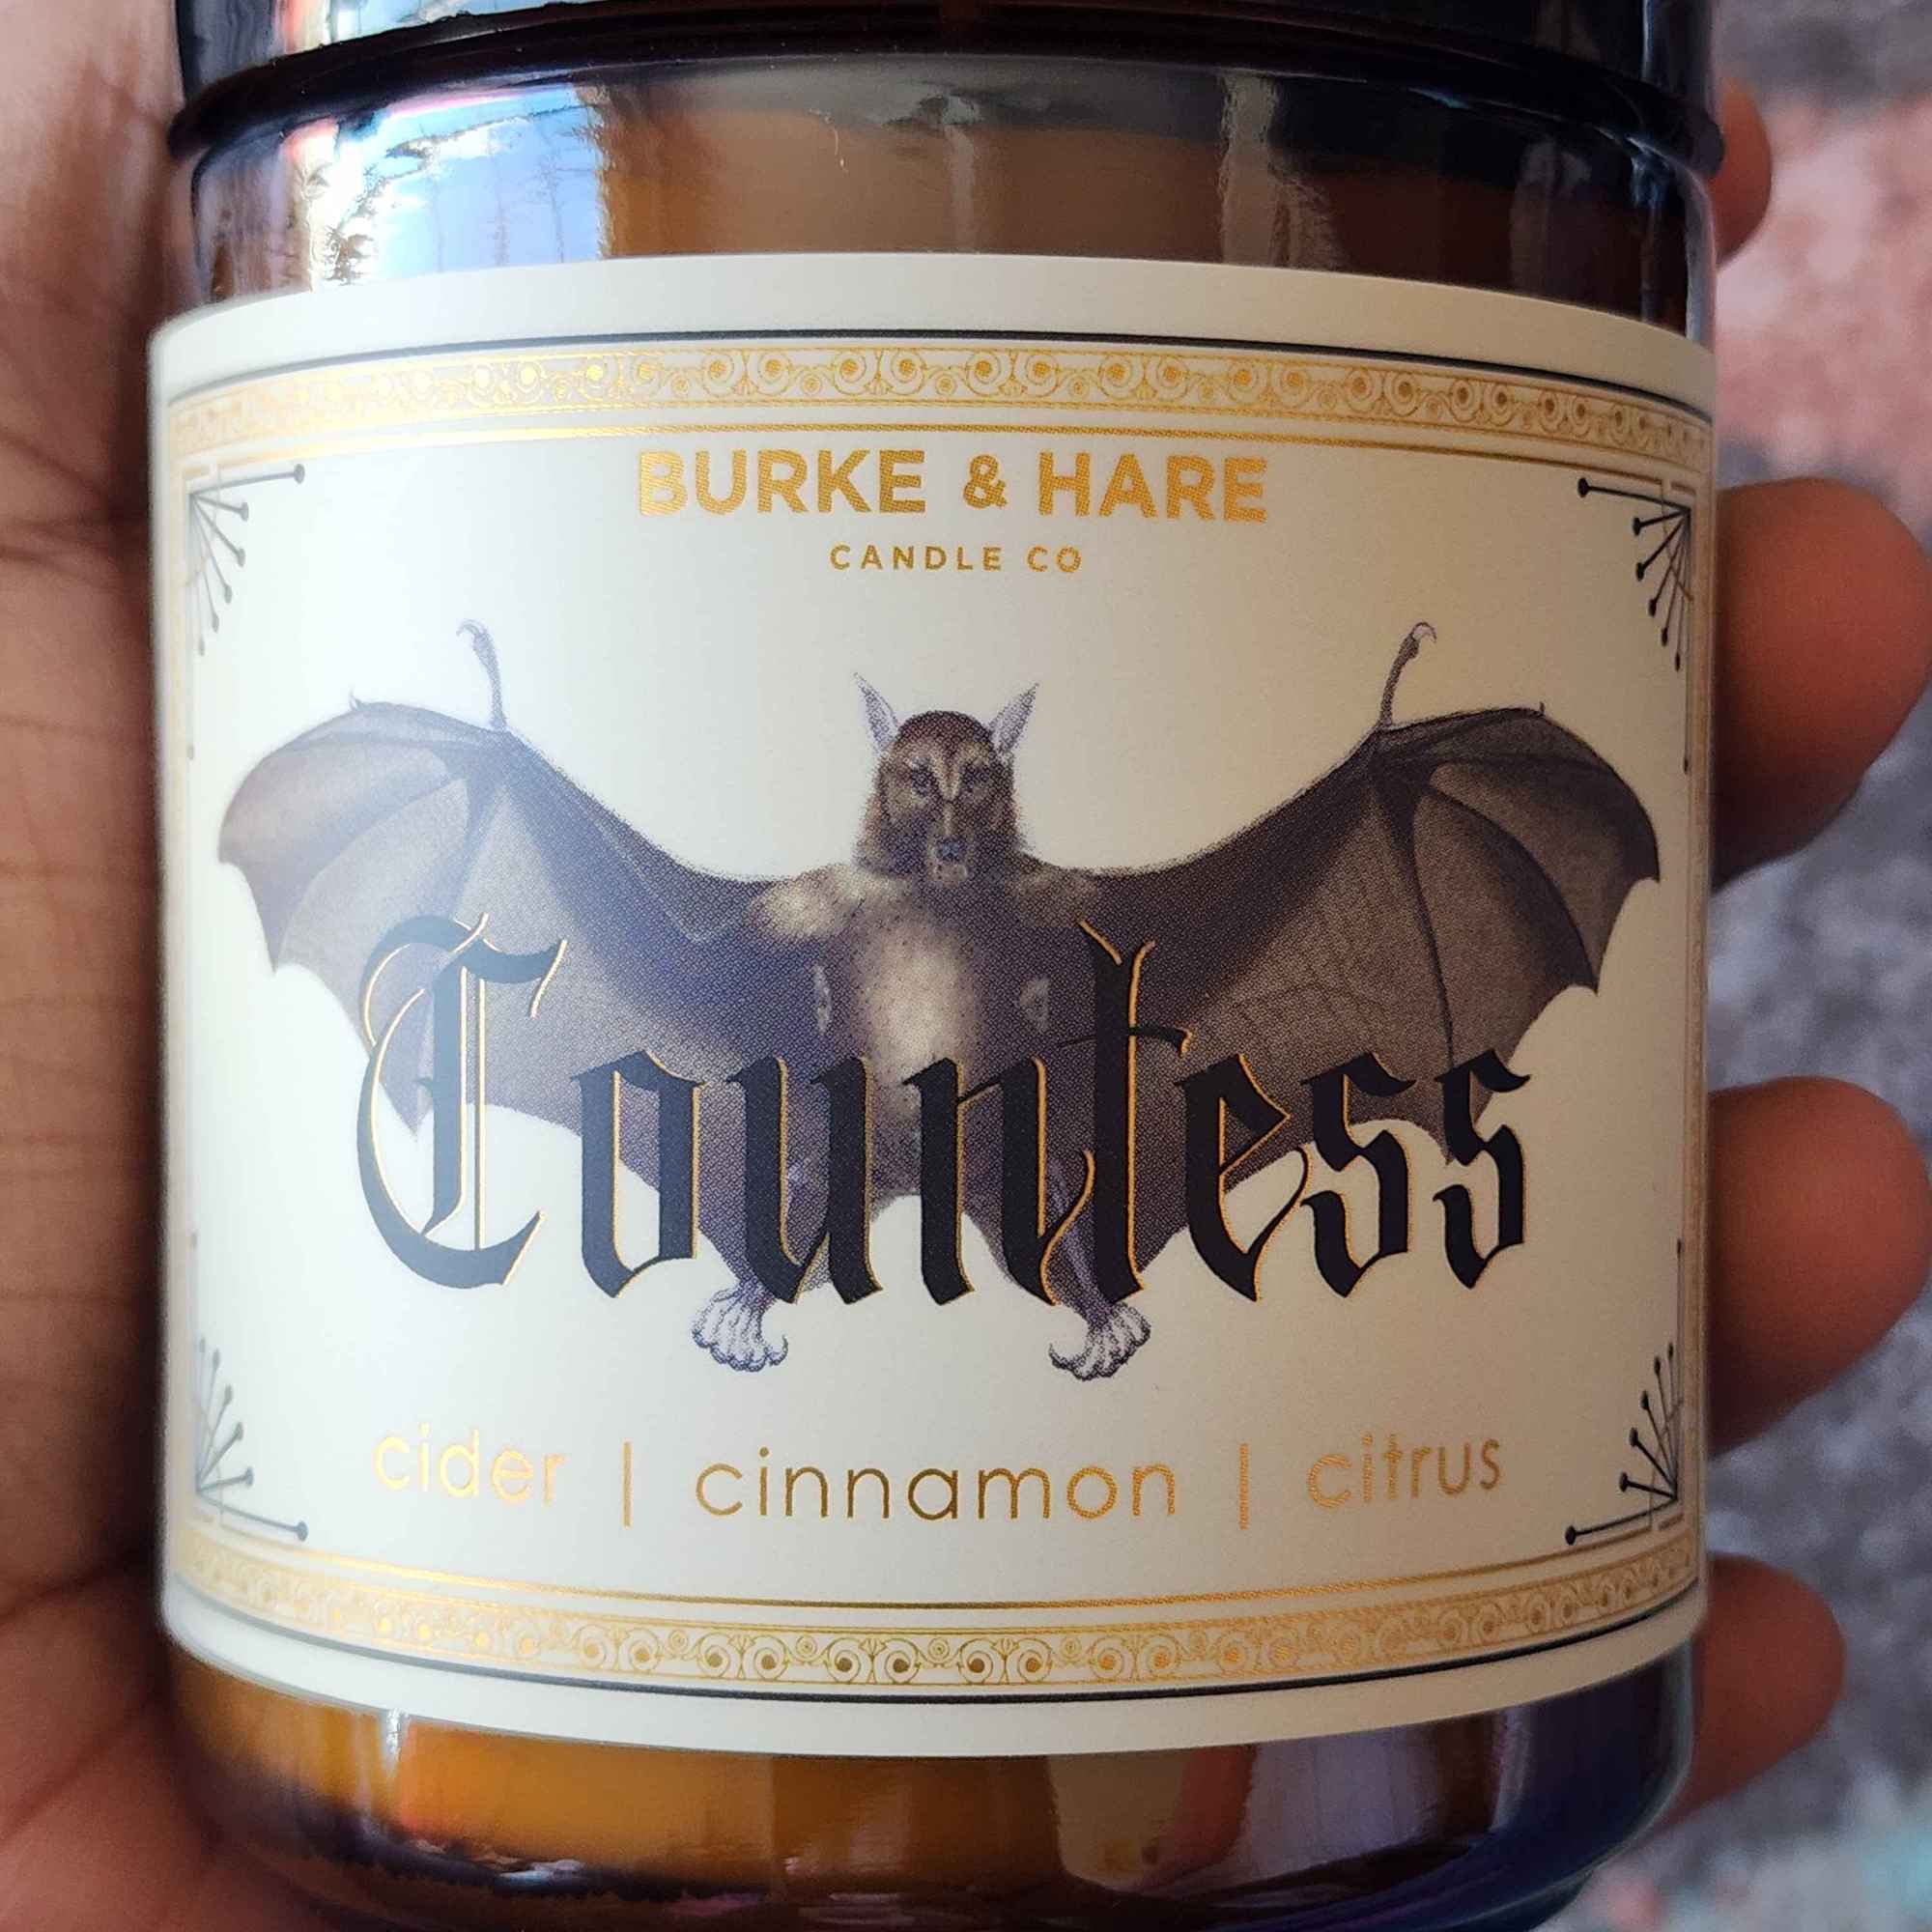 BURKE & HARE
CANDLE CO
Countess
cider | cinnamon | citrus